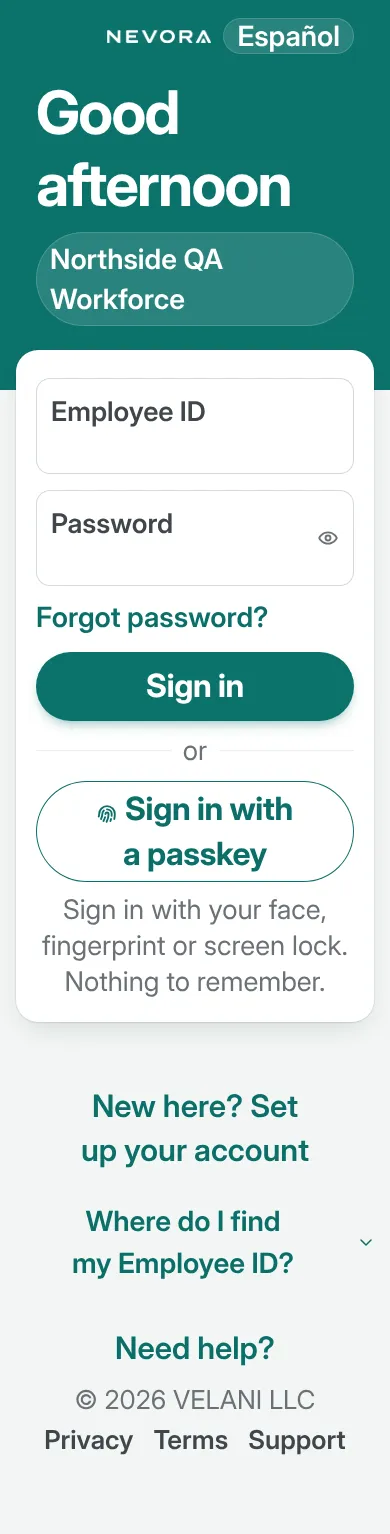 NEVORA Español
Good
afternoon
Northside QA
Workforce
Employee ID
Password
Forgot password?
Sign in
or
Sign in with
a passkey
Sign in with your face,
fingerprint or screen lock.
Nothing to remember.
New here? Set
up your account
Where do I find
my Employee ID?
Need help?
© 2026 VELANI LLC
Privacy Terms Support